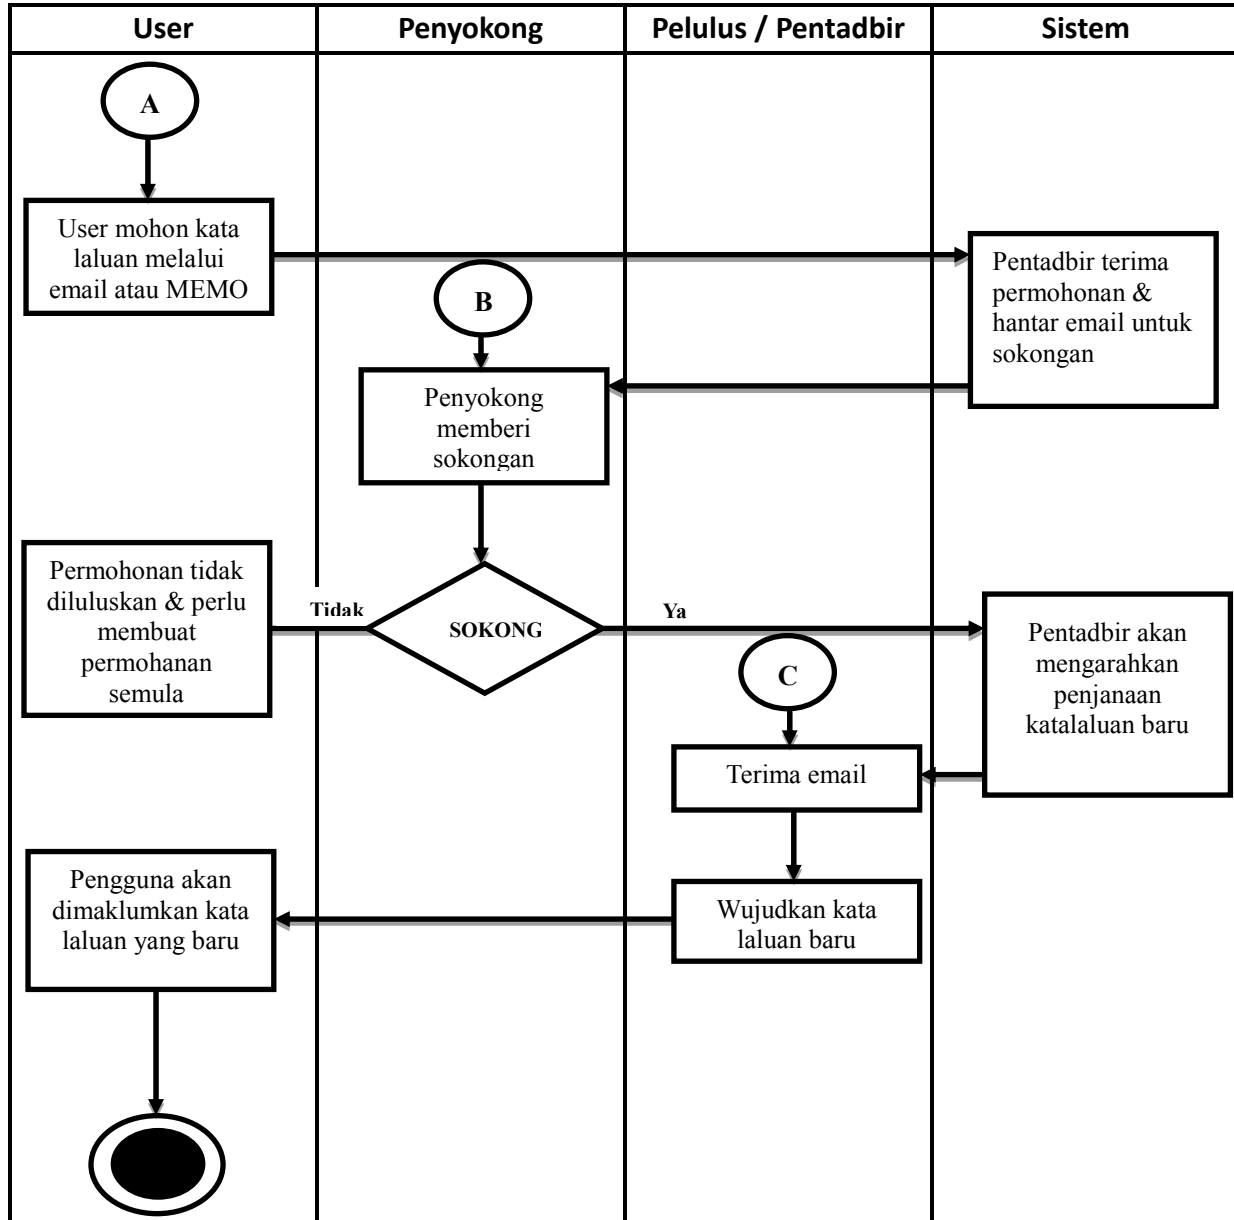 User
Penyokong
Pelulus / Pentadbir
Sistem
A
User mohon kata
laluan melalui
email atau MEMO
Pentadbir terima
permohonan &
hantar email untuk
sokongan
B
Penyokong
memberi
sokongan
Permohonan tidak
diluluskan & perlu
membuat
permohanan
semula
Tidak
SOKONG
Ya
Pentadbir akan
mengarahkan
penjanaan
katalaluan baru
C
Terima email
Pengguna akan
dimaklumkan kata
laluan yang baru
Wujudkan kata
laluan baru